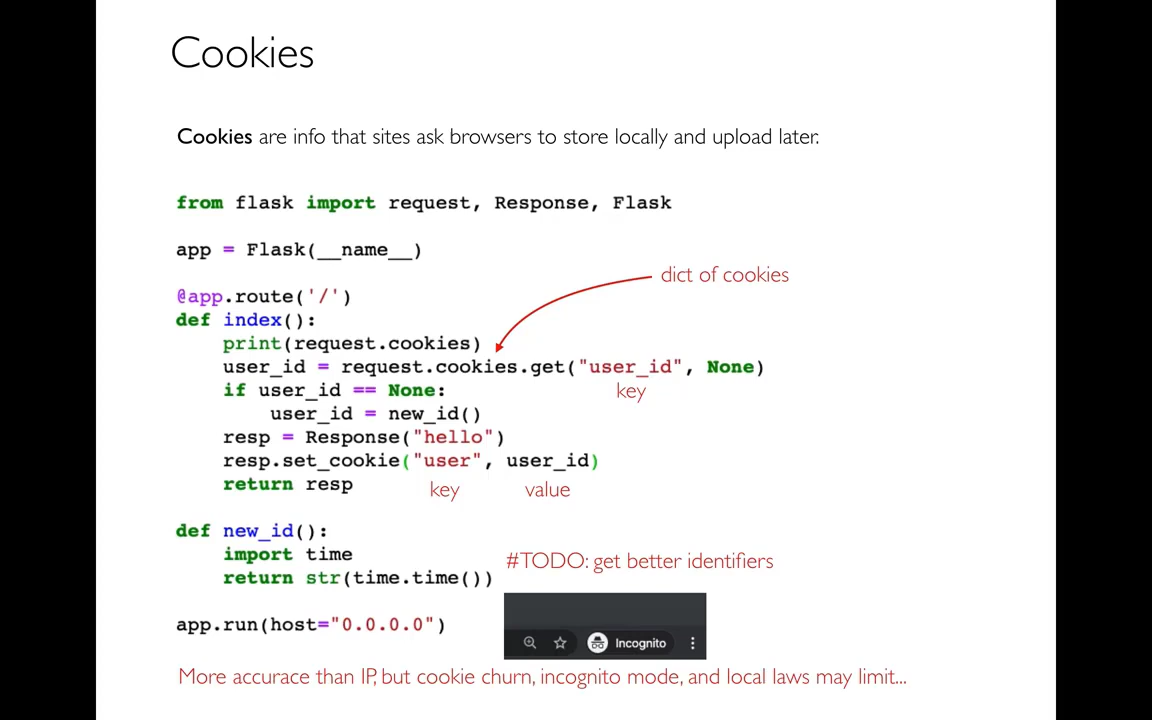 Cookies
Cookies are info that sites ask browsers to store locally and upload later.
from flask import request, Response, Flask
app = Flask(__name__)
dict of cookies
@app.route('/')
def index():
    print(request.cookies)
    user_id = request.cookies.get("user_id", None)
    if user_id == None:
key
        user_id = new_id()
    resp = Response("hello")
    resp.set_cookie("user", user_id)
    return resp
key value
def new_id():
    import time
#TODO: get better identifiers
    return str(time.time())
app.run(host="0.0.0.0")
Incognito
More accurace than IP, but cookie churn, incognito mode, and local laws may limit...